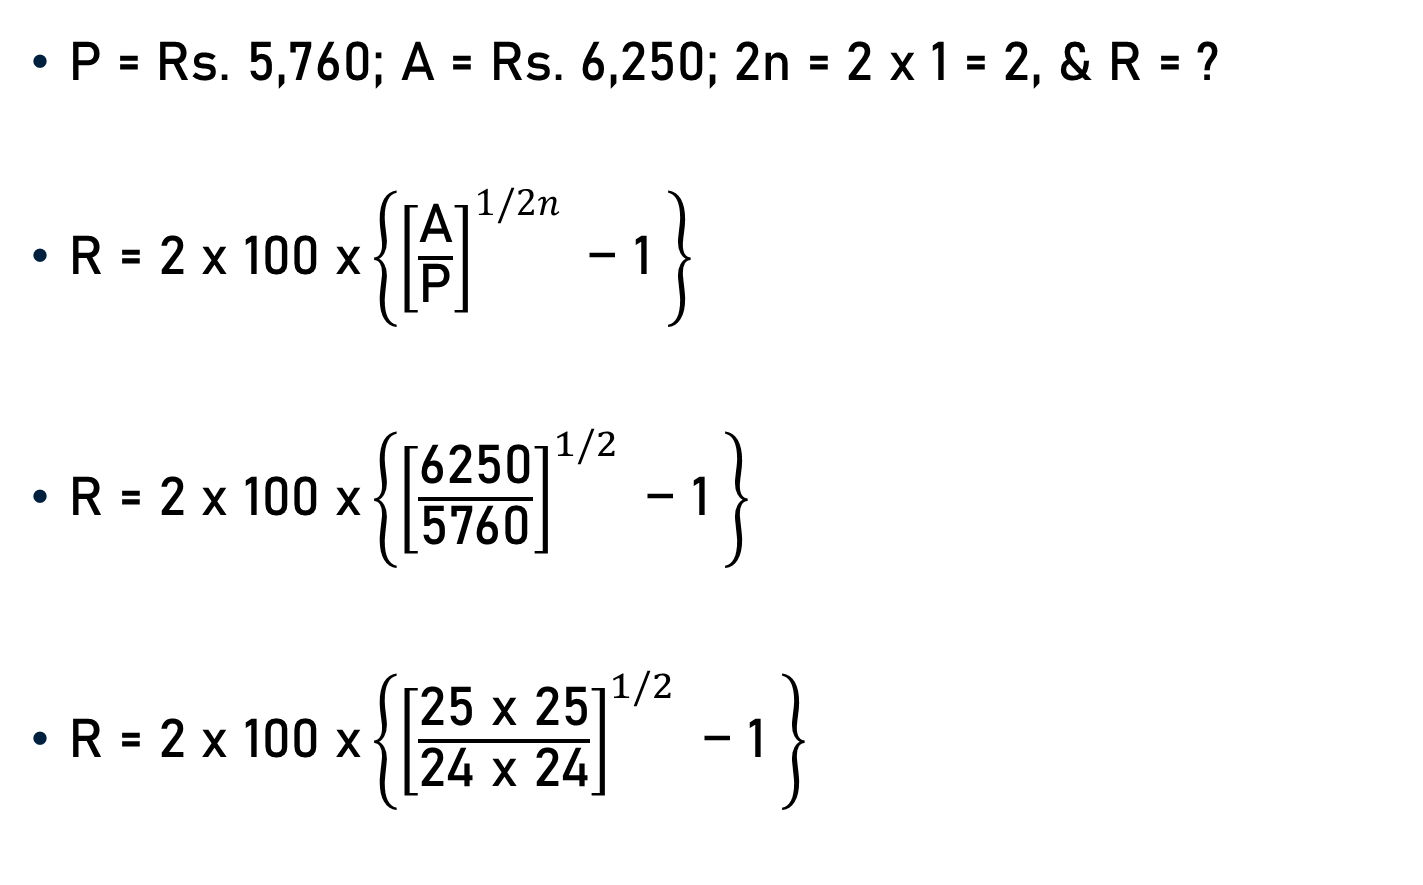 • P = Rs. 5,760; A = Rs. 6,250; 2n = 2 x 1 = 2, & R = ?
• R = 2 x 100 x {[A/P]^1/2n – 1}
• R = 2 x 100 x {[6250/5760]^1/2 – 1}
• R = 2 x 100 x {[25 x 25/24 x 24]^1/2 – 1}